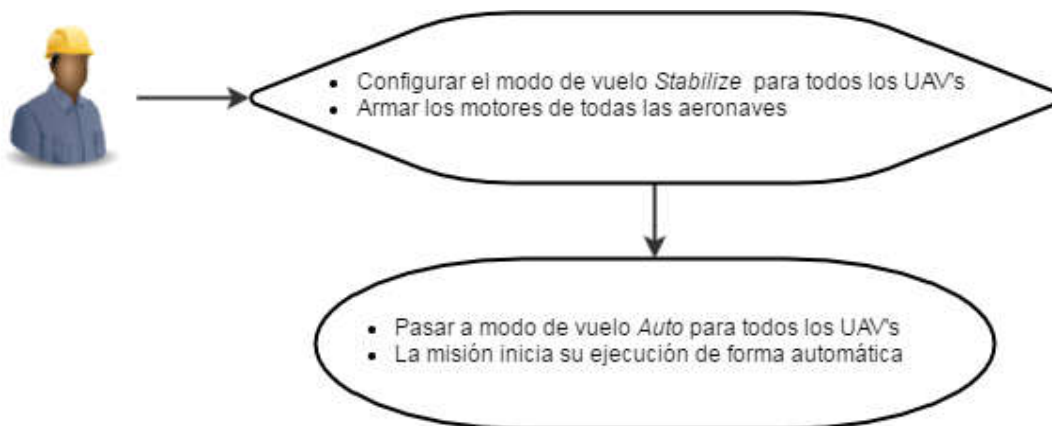 • Configurar el modo de vuelo Stabilize para todos los UAV's
• Armar los motores de todas las aeronaves
• Pasar a modo de vuelo Auto para todos los UAV's
• La misión inicia su ejecución de forma automática